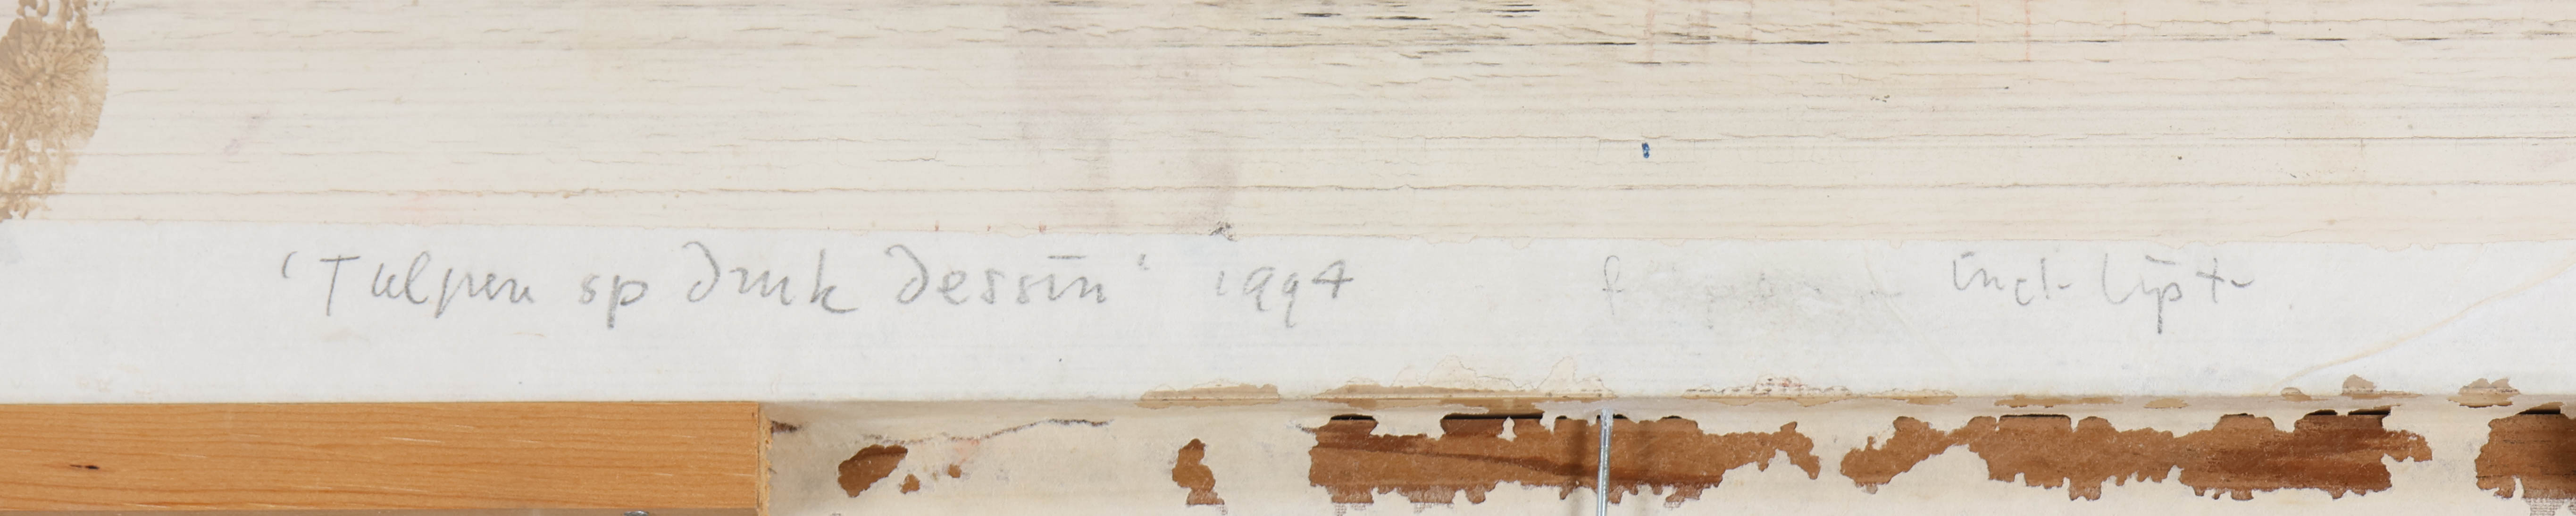 'Tulpen op druk dessin' 1994 f incl. lijst